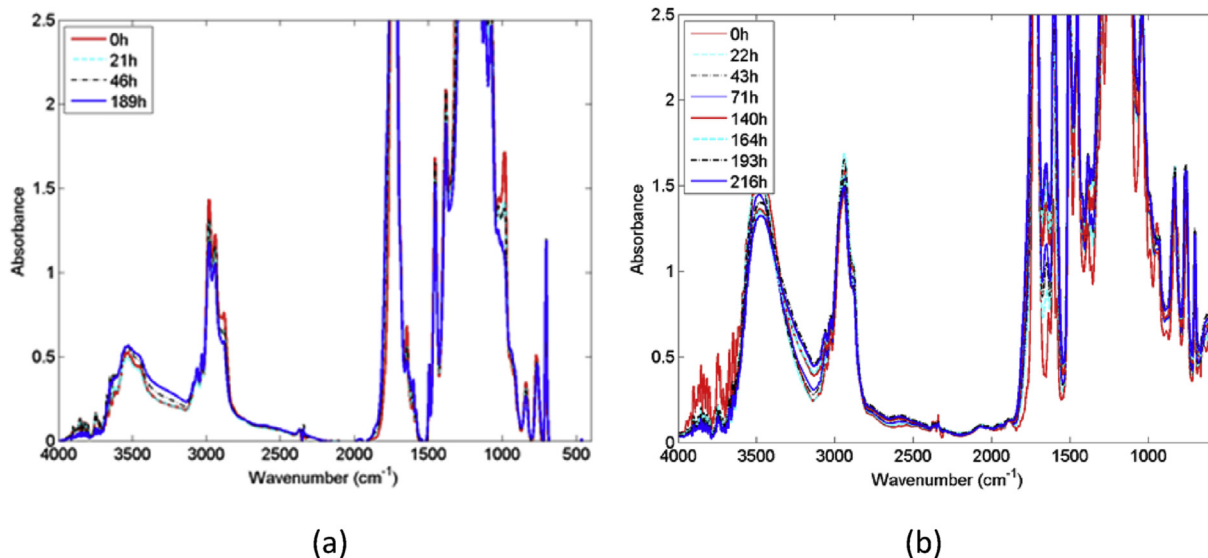 2.5
2
1.5
1
0.5
0
Absorbance
0h
21h
46h
189h
4000 3500 3000 2500 2000 1500 1000 500
Wavenumber (cm-1)
(a)
2.5
2
1.5
1
0.5
0
Absorbance
0h
22h
43h
71h
140h
164h
193h
216h
4000 3500 3000 2500 2000 1500 1000
Wavenumber (cm-1)
(b)